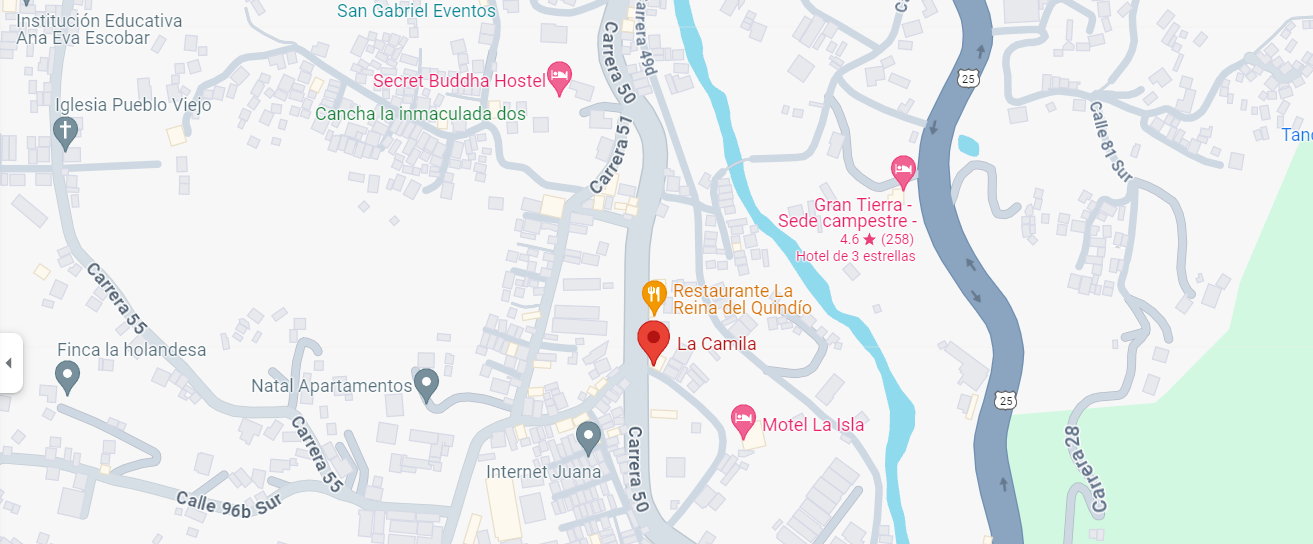 Institución Educativa
Ana Eva Escobar
San Gabriel Eventos
Carrera 50
Carrera 49d
Secret Buddha Hostel
25
Iglesia Pueblo Viejo
Cancha la inmaculada dos
Carrera 51
Calle 81 Sur
Gran Tierra -
Sede campestre -
4.6 ★ (258)
Hotel de 3 estrellas
Carrera 55
Restaurante La
Reina del Quindío
La Camila
Finca la holandesa
Natal Apartamentos
25
Motel La Isla
Carrera 55
Internet Juana
Carrera 50
Carrera 28
Calle 96b Sur